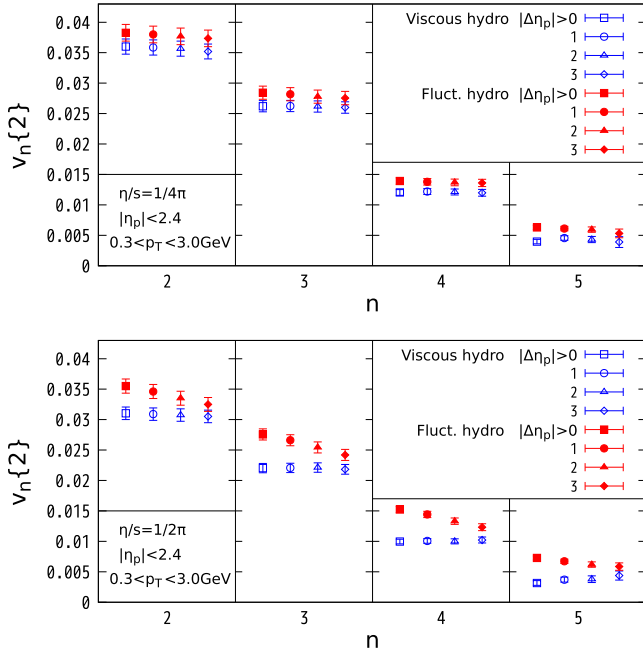 0.04
0.035
0.03
0.025
0.02
0.015
0.01
0.005
0
vₙ{2}
Viscous hydro |Δηₚ|>0
1
2
3
Fluct. hydro |Δηₚ|>0
1
2
3
η/s=1/4π
|ηₚ|<2.4
0.3<p_T<3.0GeV
2 3 4 5
n
0.04
0.035
0.03
0.025
0.02
0.015
0.01
0.005
0
vₙ{2}
Viscous hydro |Δηₚ|>0
1
2
3
Fluct. hydro |Δηₚ|>0
1
2
3
η/s=1/2π
|ηₚ|<2.4
0.3<p_T<3.0GeV
2 3 4 5
n